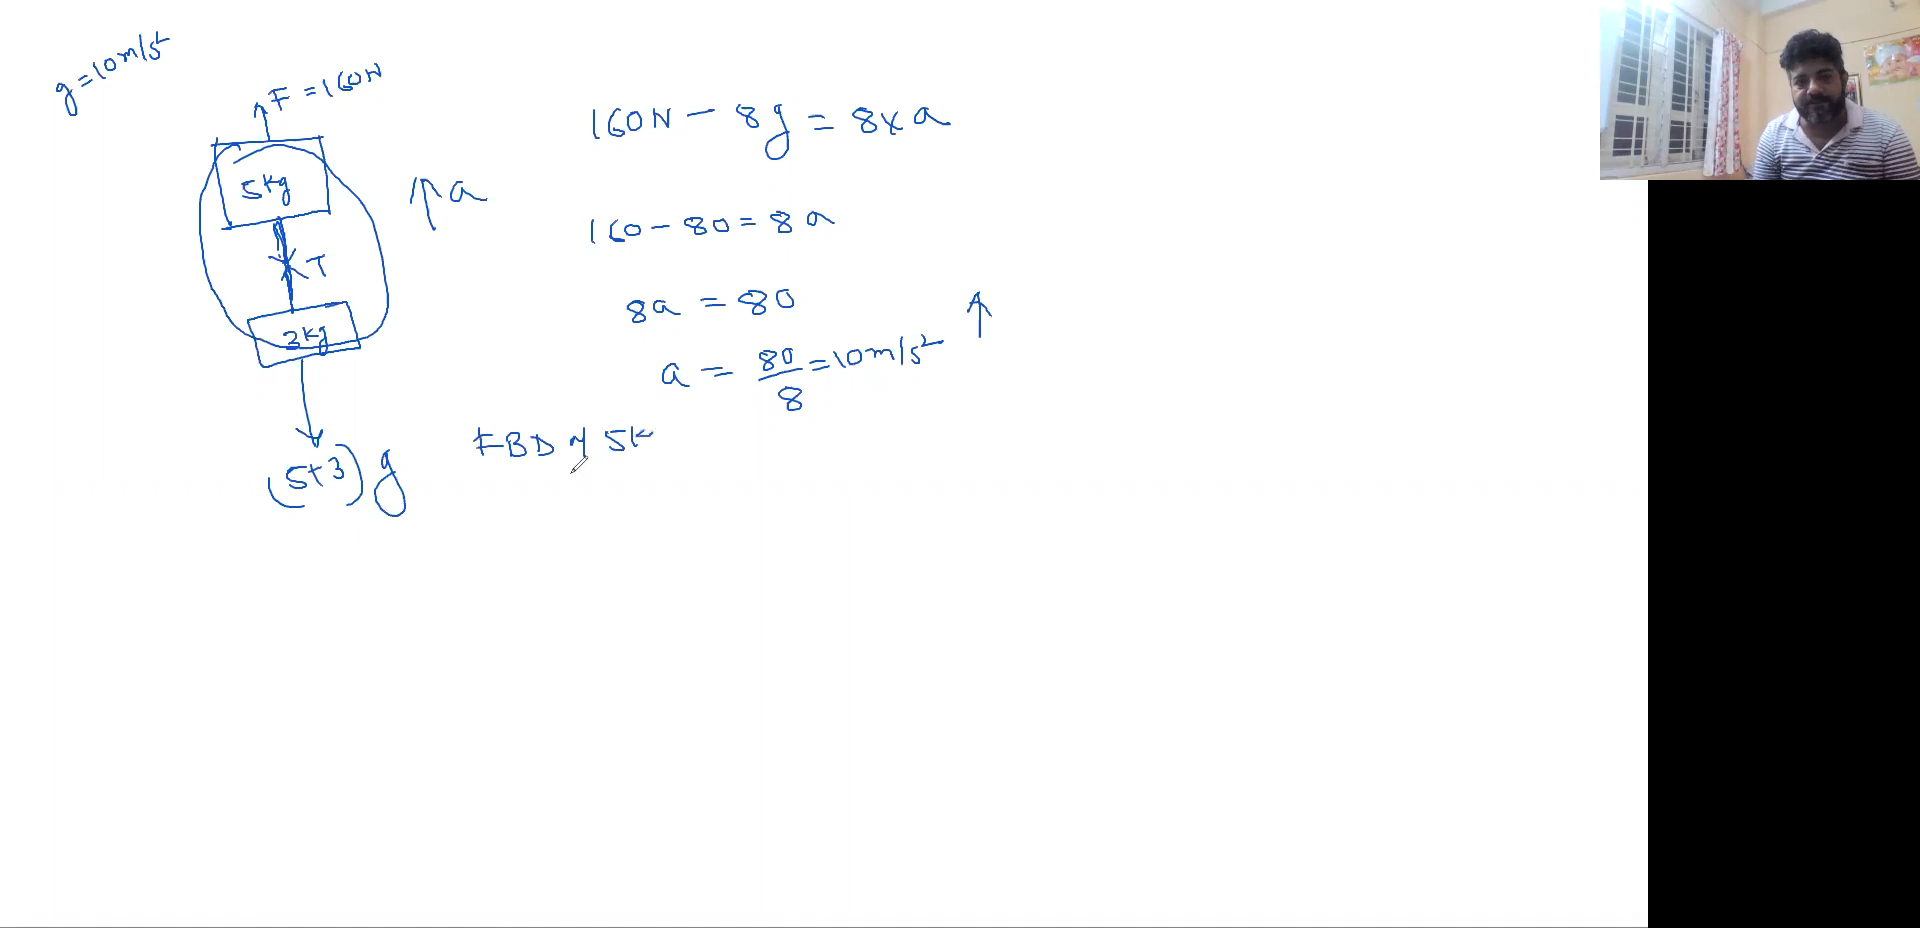 g=10m/s²
F=160N
5kg
a
T
3kg
(5+3)g
160N - 8g = 8×a
160-80=8a
8a = 80
a = 80/8 = 10m/s²
FBD of 5k